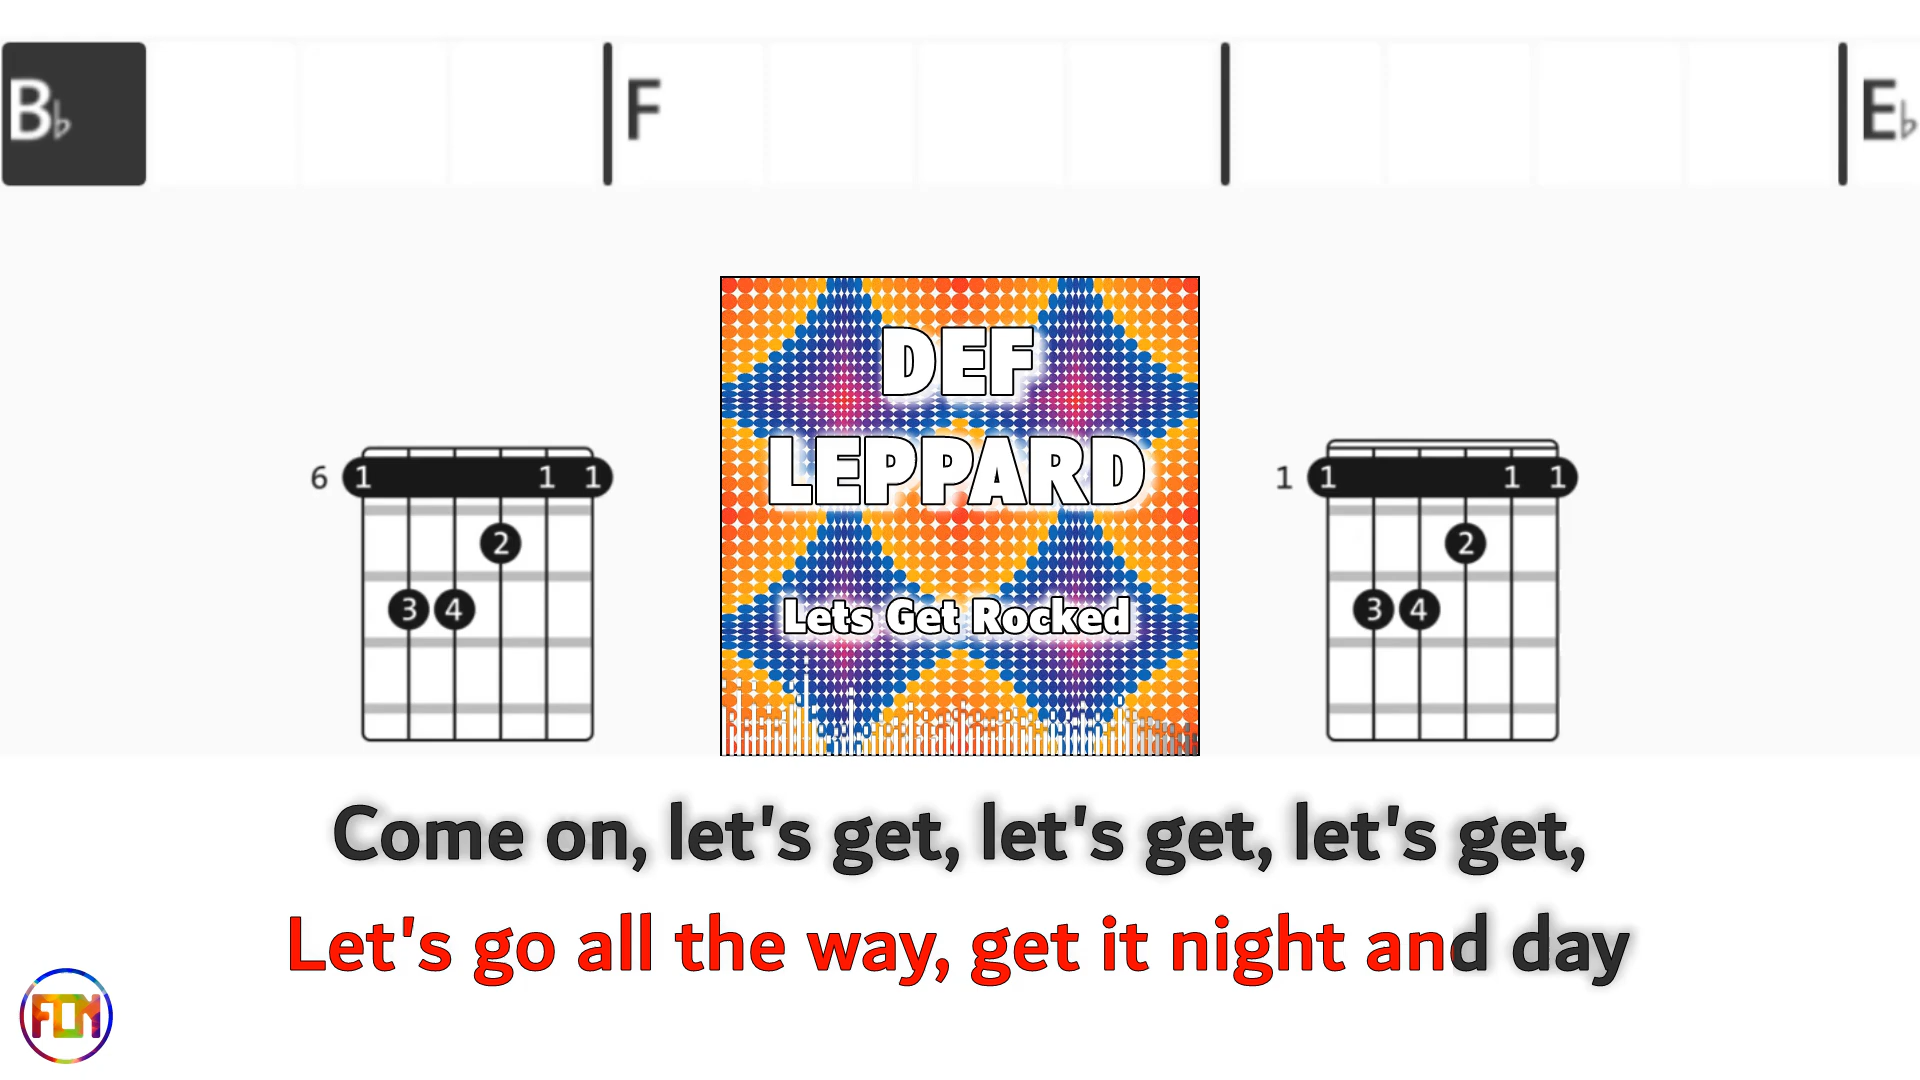 B♭ F E♭
DEF
LEPPARD
Lets Get Rocked
6 1 1 1
2
3 4
1 1 1 1
2
3 4
Come on, let's get, let's get, let's get,
Let's go all the way, get it night and day